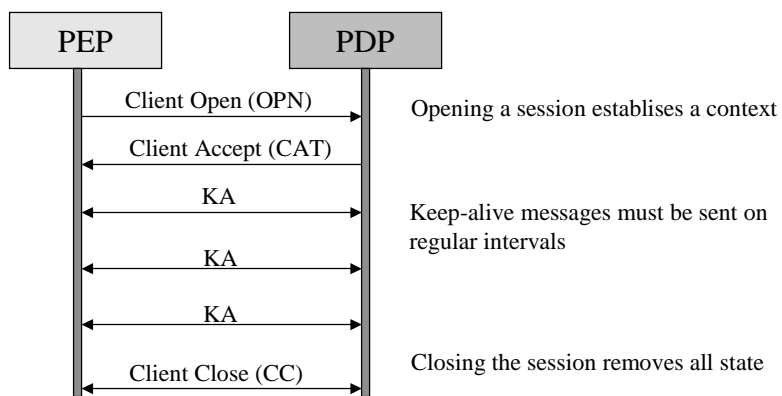 PEP PDP
Client Open (OPN) Opening a session establises a context
Client Accept (CAT)
KA
Keep-alive messages must be sent on
regular intervals
KA
KA
Closing the session removes all state
Client Close (CC)